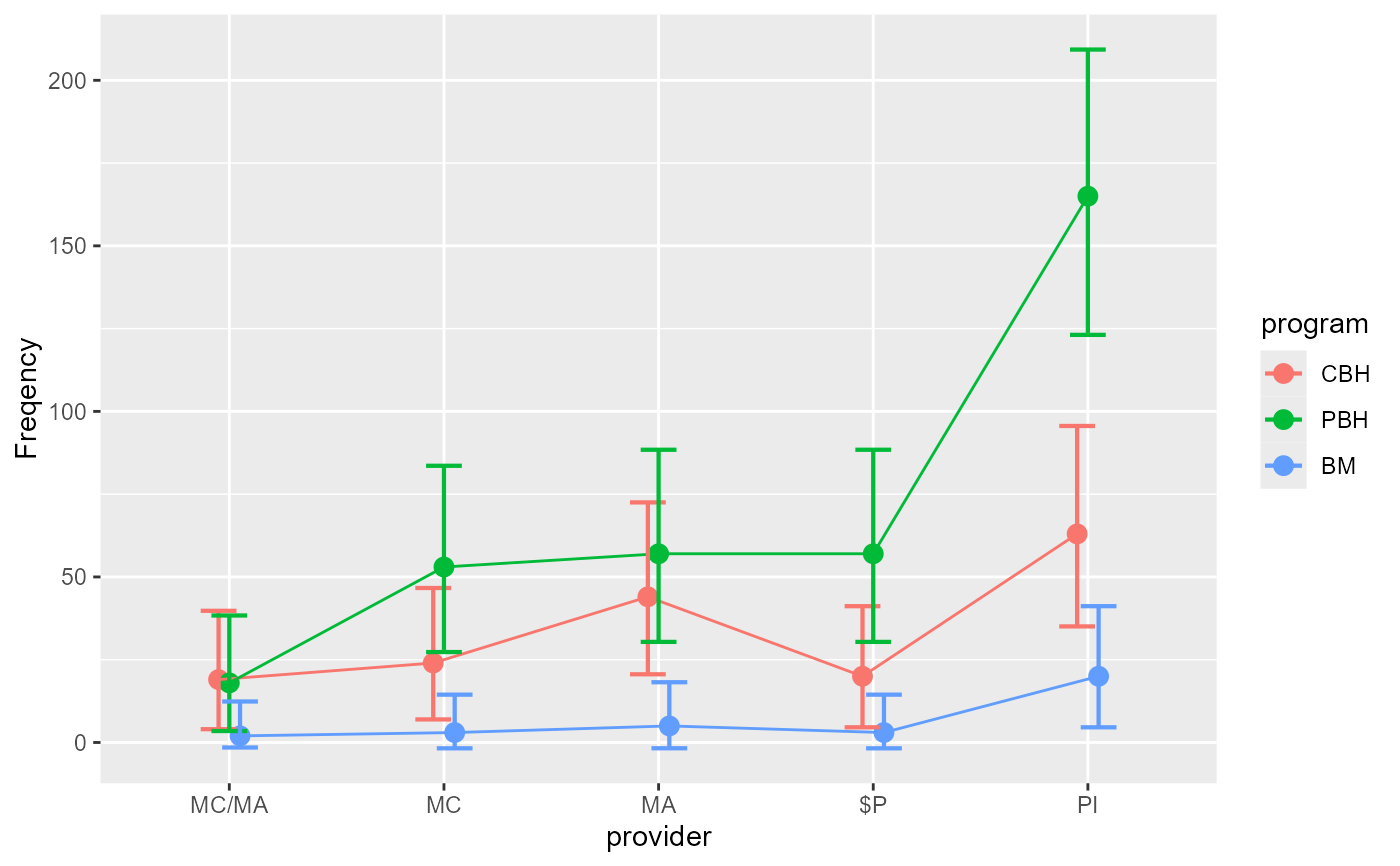 Freqency
200
150
100
50
0
MC/MA MC MA $P PI
provider
program
CBH
PBH
BM